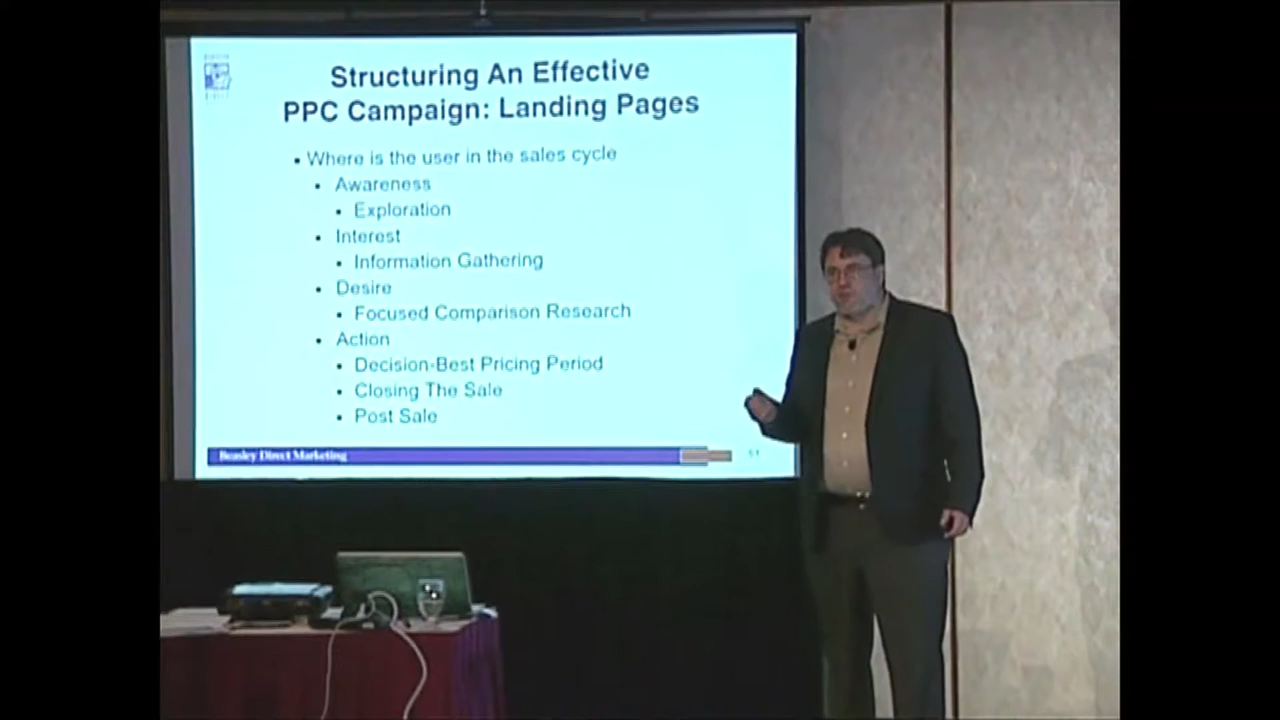 Structuring An Effective
PPC Campaign: Landing Pages
• Where is the user in the sales cycle
• Awareness
• Exploration
• Interest
• Information Gathering
• Desire
• Focused Comparison Research
• Action
• Decision-Best Pricing Period
• Closing The Sale
• Post Sale
Beasley Direct Marketing